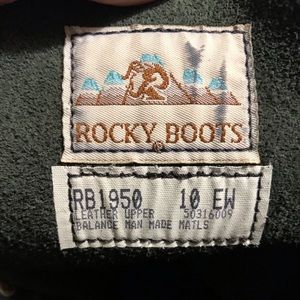 ROCKY BOOTS
®
RB1950 10 EW
LEATHER UPPER 50316009
BALANCE MAN MADE MATLS